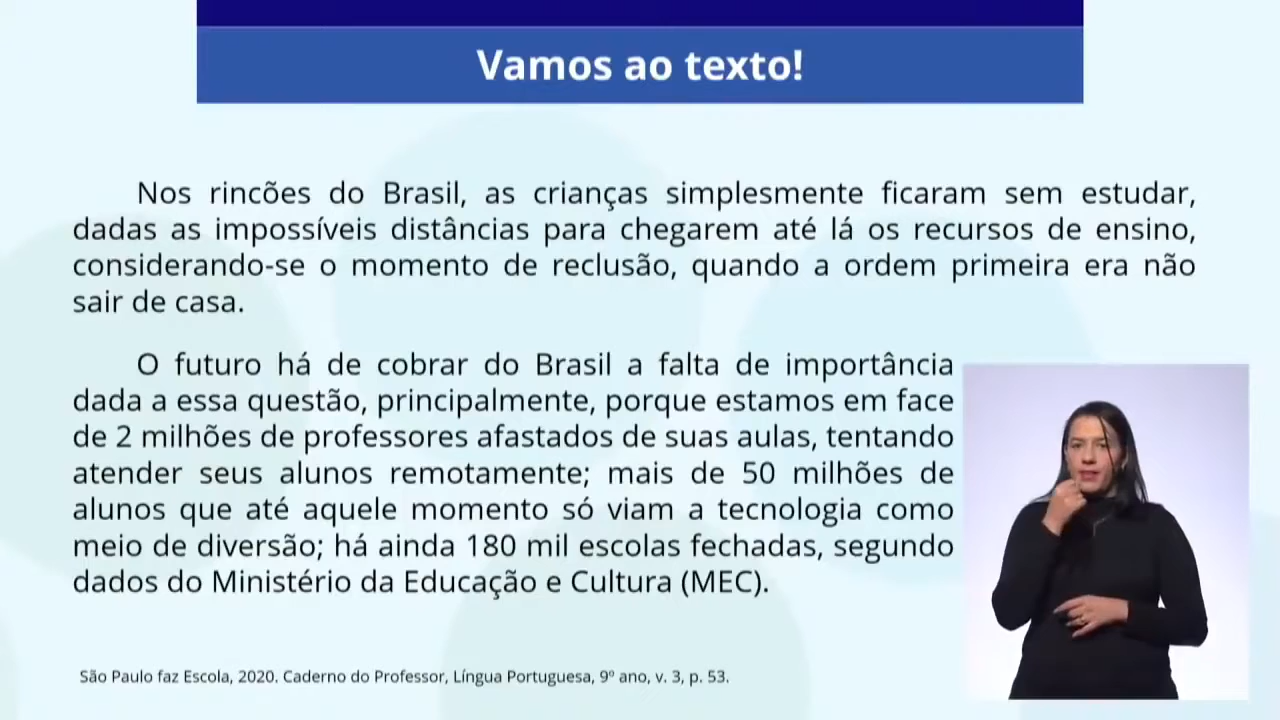 Vamos ao texto!
Nos rincões do Brasil, as crianças simplesmente ficaram sem estudar,
dadas as impossíveis distâncias para chegarem até lá os recursos de ensino,
considerando-se o momento de reclusão, quando a ordem primeira era não
sair de casa.
O futuro há de cobrar do Brasil a falta de importância
dada a essa questão, principalmente, porque estamos em face
de 2 milhões de professores afastados de suas aulas, tentando
atender seus alunos remotamente; mais de 50 milhões de
alunos que até aquele momento só viam a tecnologia como
meio de diversão; há ainda 180 mil escolas fechadas, segundo
dados do Ministério da Educação e Cultura (MEC).
São Paulo faz Escola, 2020. Caderno do Professor, Língua Portuguesa, 9º ano, v. 3, p. 53.